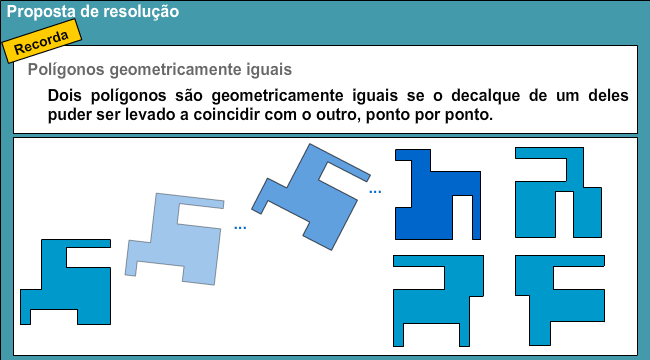 Proposta de resolução
Recorda
Polígonos geometricamente iguais
Dois polígonos são geometricamente iguais se o decalque de um deles
puder ser levado a coincidir com o outro, ponto por ponto.
...
...